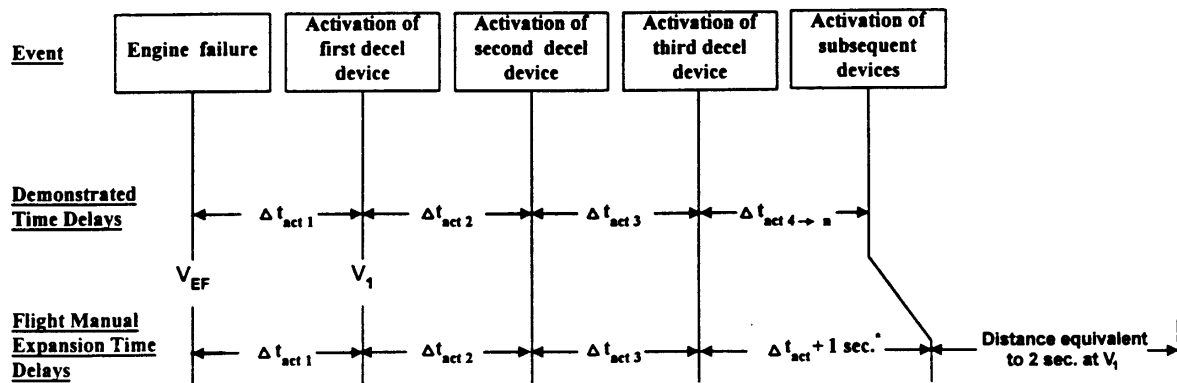 Event
Engine failure
Activation of
first decel
device
Activation of
second decel
device
Activation of
third decel
device
Activation of
subsequent
devices
Demonstrated
Time Delays
Δ t act 1
Δ t act 2
Δ t act 3
Δ t act 4→ n
V EF
V 1
Flight Manual
Expansion Time
Delays
Δ t act 1
Δ t act 2
Δ t act 3
Δ t act + 1 sec.*
Distance equivalent
to 2 sec. at V 1